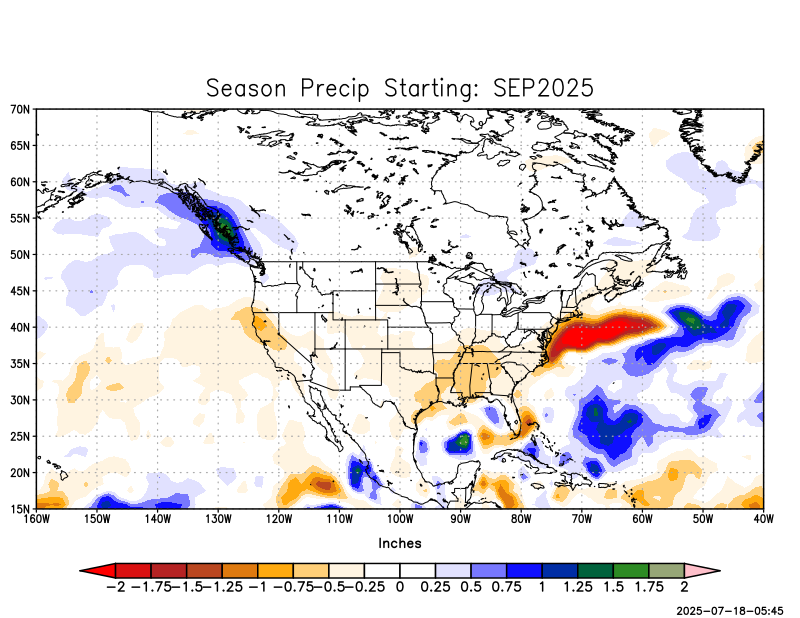 Season Precip Starting: SEP2025
70N
65N
60N
55N
50N
45N
40N
35N
30N
25N
20N
15N
160W 150W 140W 130W 120W 110W 100W 90W 80W 70W 60W 50W 40W
Inches
-2 -1.75 -1.5 -1.25 -1 -0.75 -0.5 -0.25 0 0.25 0.5 0.75 1 1.25 1.5 1.75 2
2025-07-18-05:45